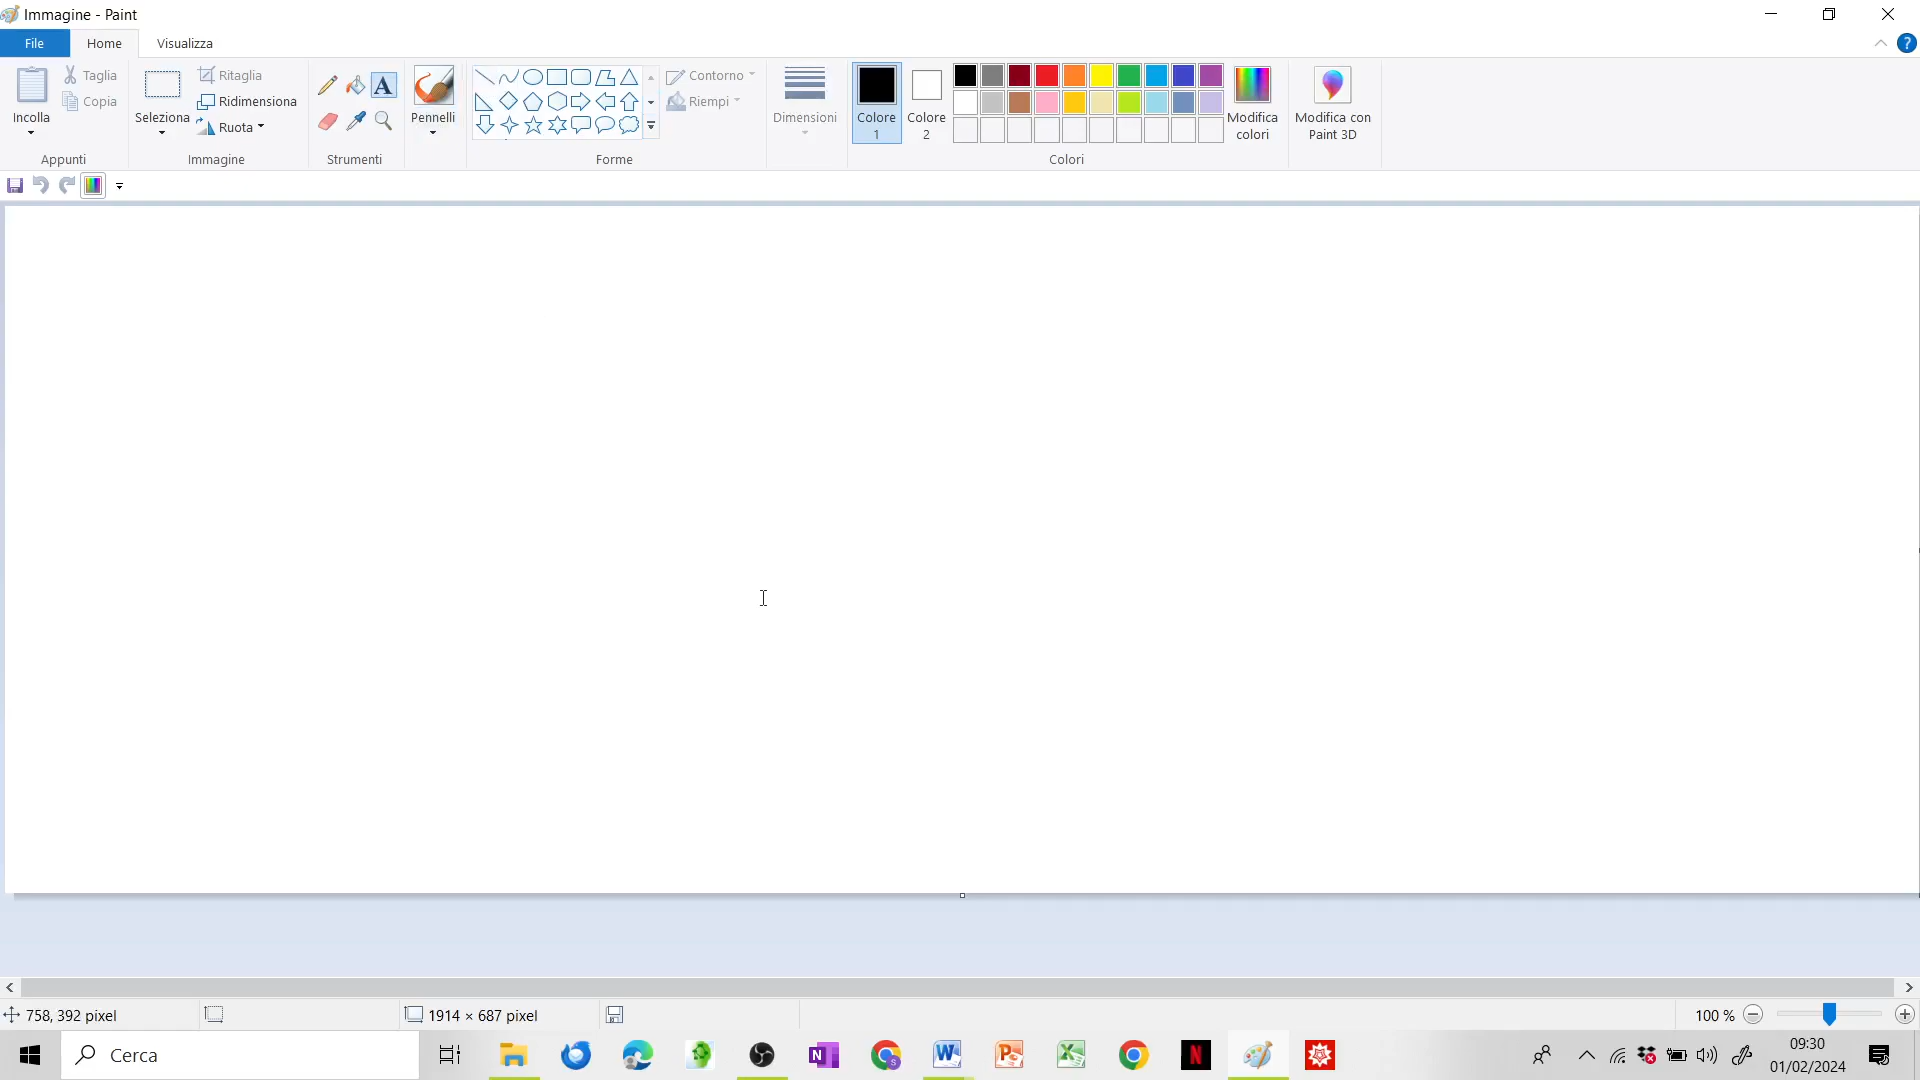 Immagine - Paint
File Home Visualizza
Incolla
Taglia
Copia
Appunti
Seleziona
Ritaglia
Ridimensiona
Ruota
Immagine
A
Strumenti
Pennelli
Forme
Contorno
Riempi
Dimensioni
Colore
1
Colore
2
Colori
Modifica
colori
Modifica con
Paint 3D
758, 392 pixel
1914 × 687 pixel
100 %
Cerca
09:30
01/02/2024